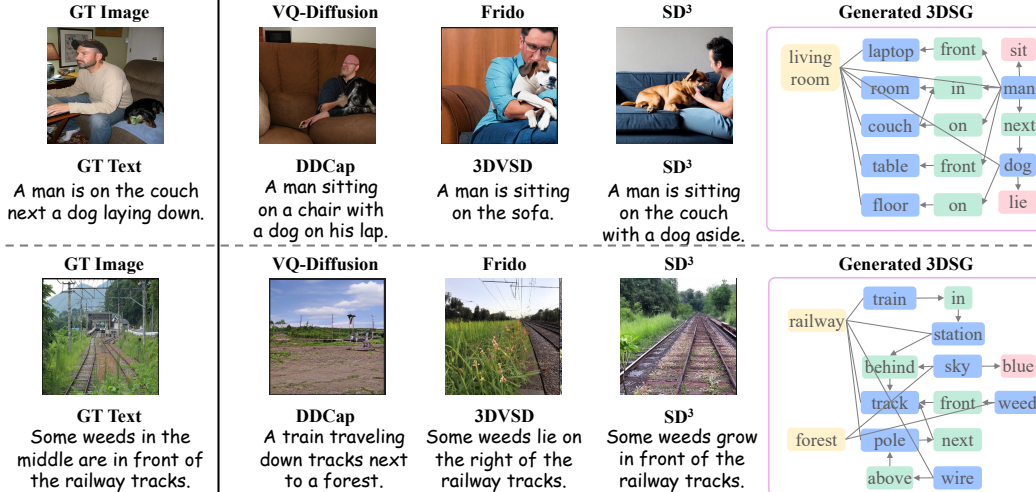 GT Image
VQ-Diffusion
Frido
SD³
Generated 3DSG
GT Text
A man is on the couch
next a dog laying down.
DDCap
A man sitting
on a chair with
a dog on his lap.
3DVSD
A man is sitting
on the sofa.
SD³
A man is sitting
on the couch
with a dog aside.
living
room
laptop
front
sit
room
in
man
couch
on
next
table
front
dog
floor
on
lie
GT Image
VQ-Diffusion
Frido
SD³
Generated 3DSG
GT Text
Some weeds in the
middle are in front of
the railway tracks.
DDCap
A train traveling
down tracks next
to a forest.
3DVSD
Some weeds lie on
the right of the
railway tracks.
SD³
Some weeds grow
in front of the
railway tracks.
train
in
railway
station
behind
sky
blue
track
front
weed
forest
pole
next
above
wire